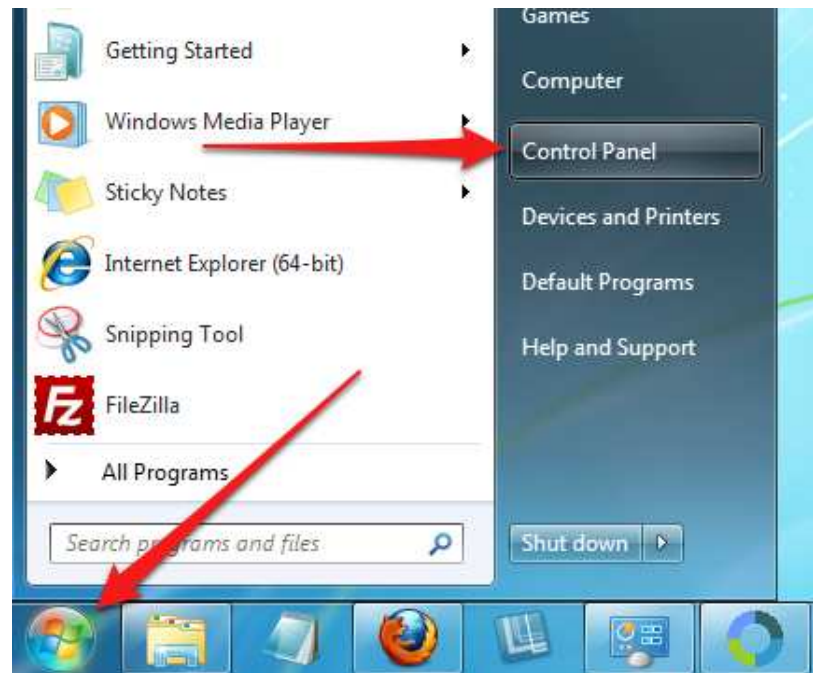 Getting Started
Windows Media Player
Sticky Notes
Internet Explorer (64-bit)
Snipping Tool
Fz FileZilla
All Programs
Search programs and files
Games
Computer
Control Panel
Devices and Printers
Default Programs
Help and Support
Shut down